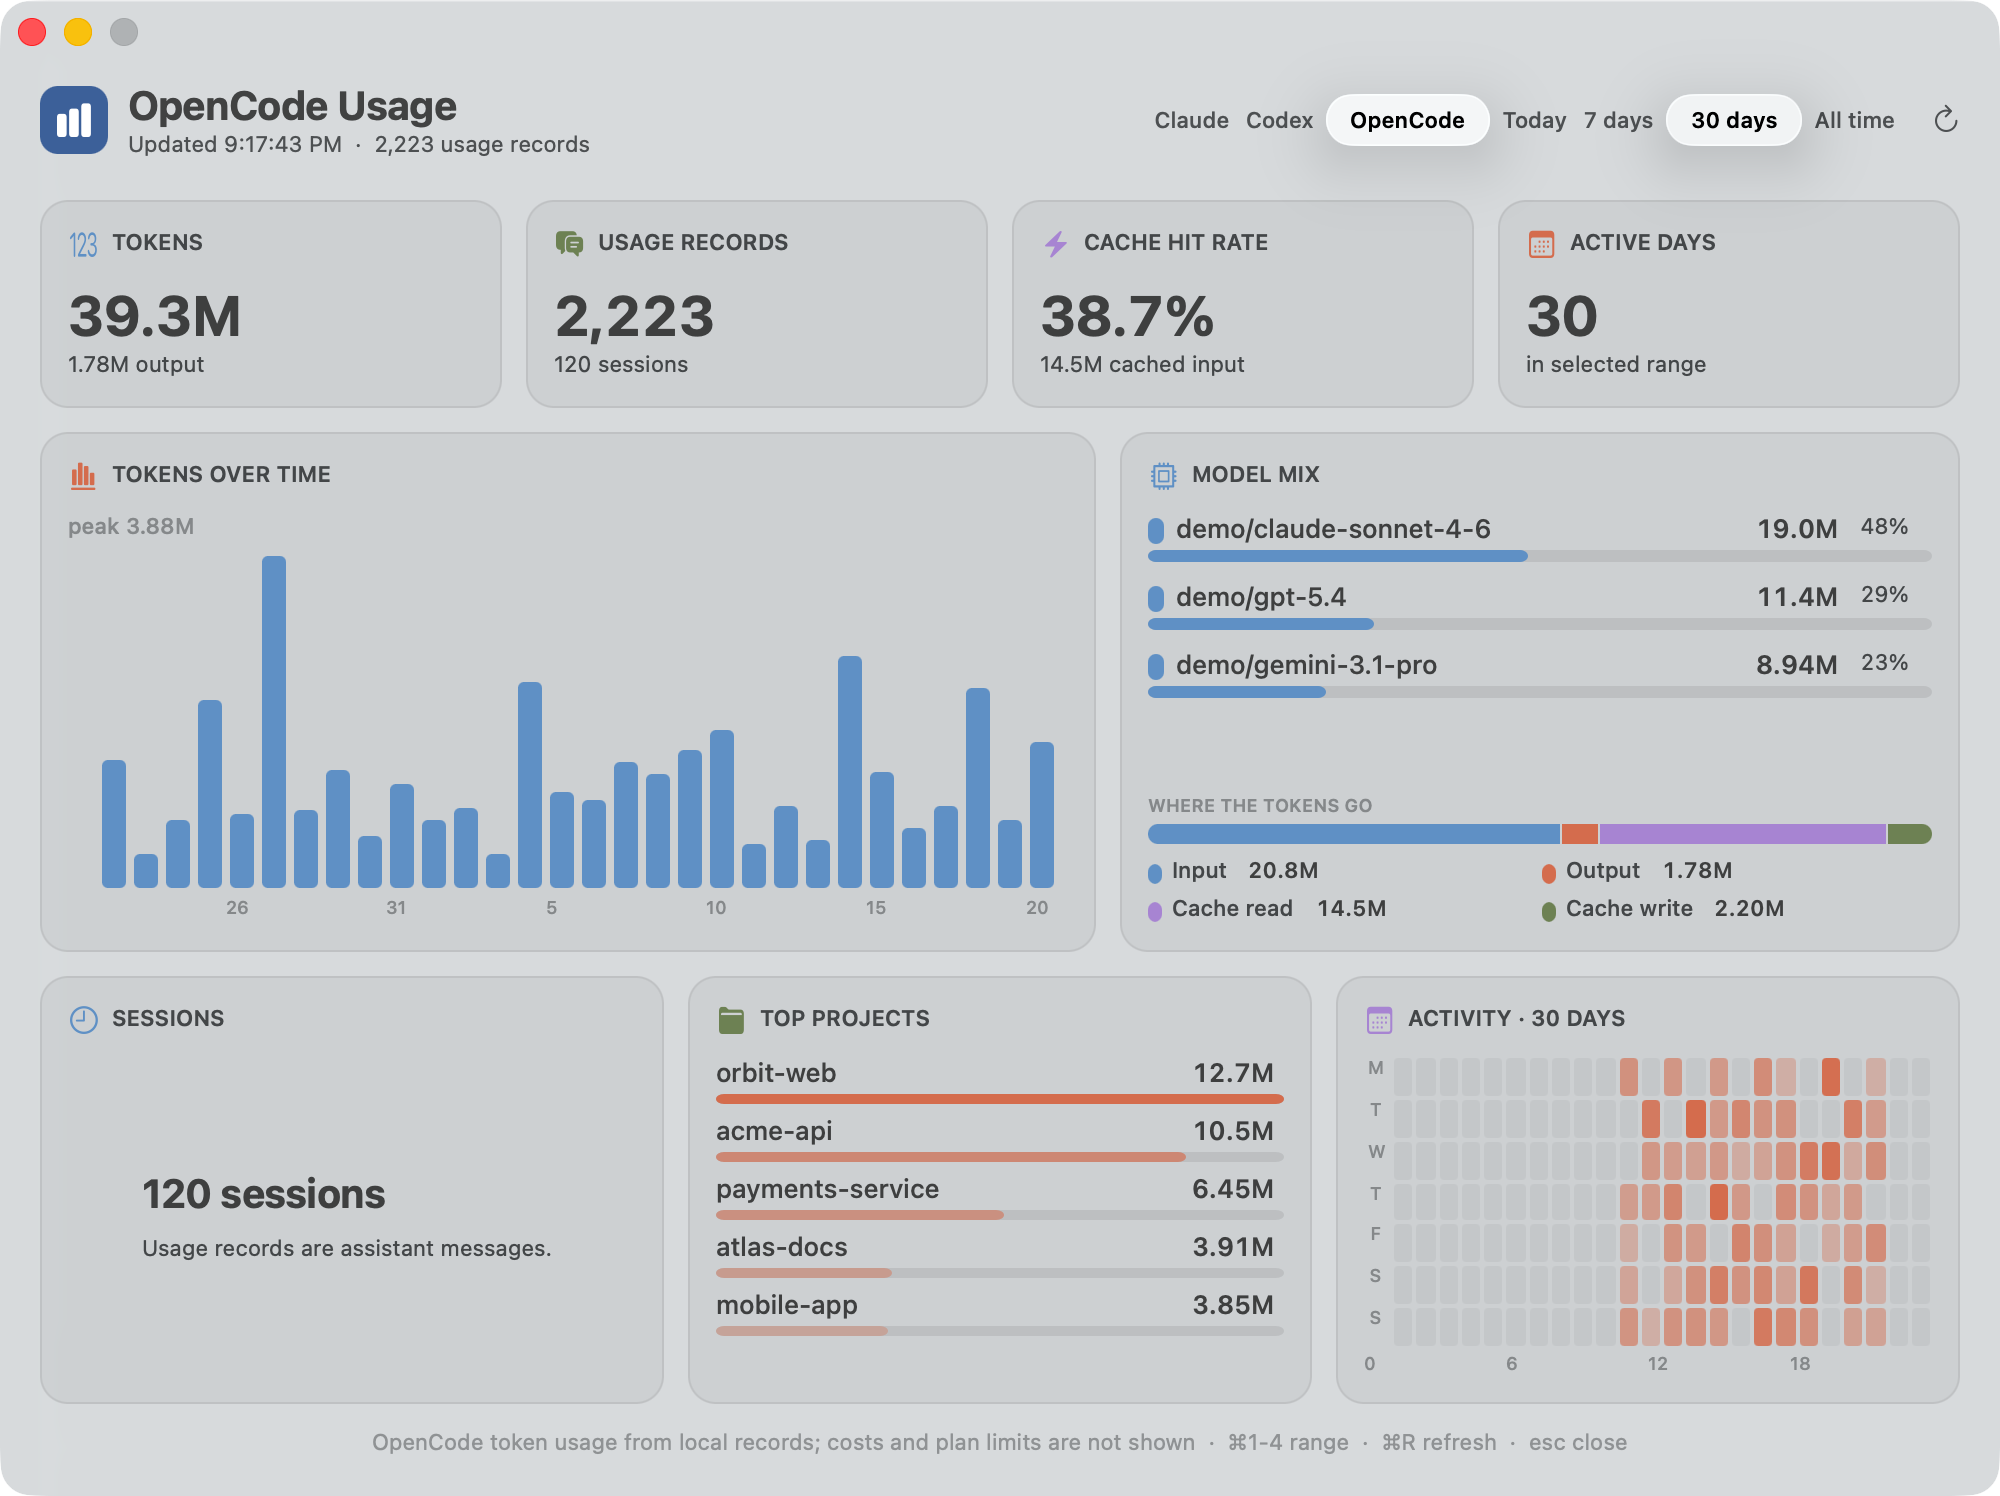 OpenCode Usage
Updated 9:17:43 PM · 2,223 usage records
Claude Codex OpenCode Today 7 days 30 days All time
123 TOKENS
39.3M
1.78M output
USAGE RECORDS
2,223
120 sessions
CACHE HIT RATE
38.7%
14.5M cached input
ACTIVE DAYS
30
in selected range
TOKENS OVER TIME
peak 3.88M
26 31 5 10 15 20
MODEL MIX
demo/claude-sonnet-4-6 19.0M 48%
demo/gpt-5.4 11.4M 29%
demo/gemini-3.1-pro 8.94M 23%
WHERE THE TOKENS GO
Input 20.8M Output 1.78M
Cache read 14.5M Cache write 2.20M
SESSIONS
120 sessions
Usage records are assistant messages.
TOP PROJECTS
orbit-web 12.7M
acme-api 10.5M
payments-service 6.45M
atlas-docs 3.91M
mobile-app 3.85M
ACTIVITY · 30 DAYS
M
T
W
T
F
S
S
0 6 12 18
OpenCode token usage from local records; costs and plan limits are not shown · ⌘1-4 range · ⌘R refresh · esc close